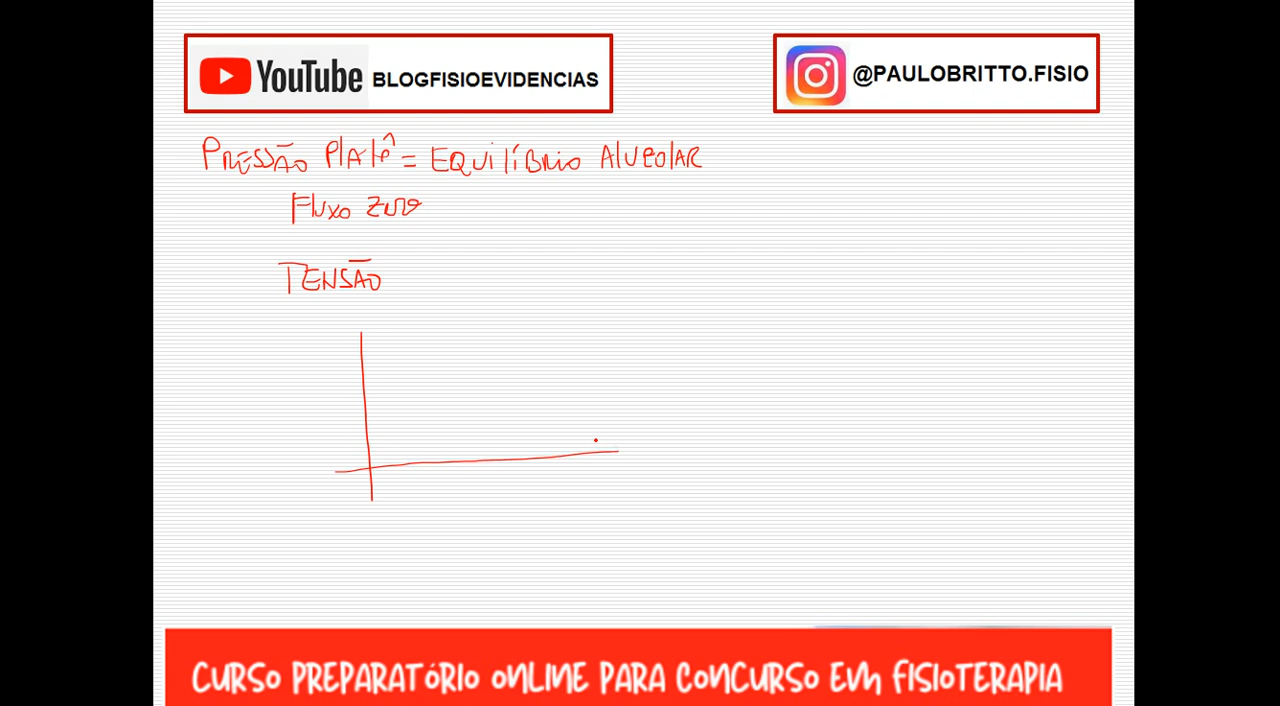 YouTube BLOGFISIOEVIDENCIAS
@PAULOBRITTO.FISIO
PRESSÃO PlAtô = EQUILÍBRIO ALVEOLAR
Fluxo Zero
TENSÃO
CURSO PREPARATÓRIO ONLINE PARA CONCURSO EM FISIOTERAPIA